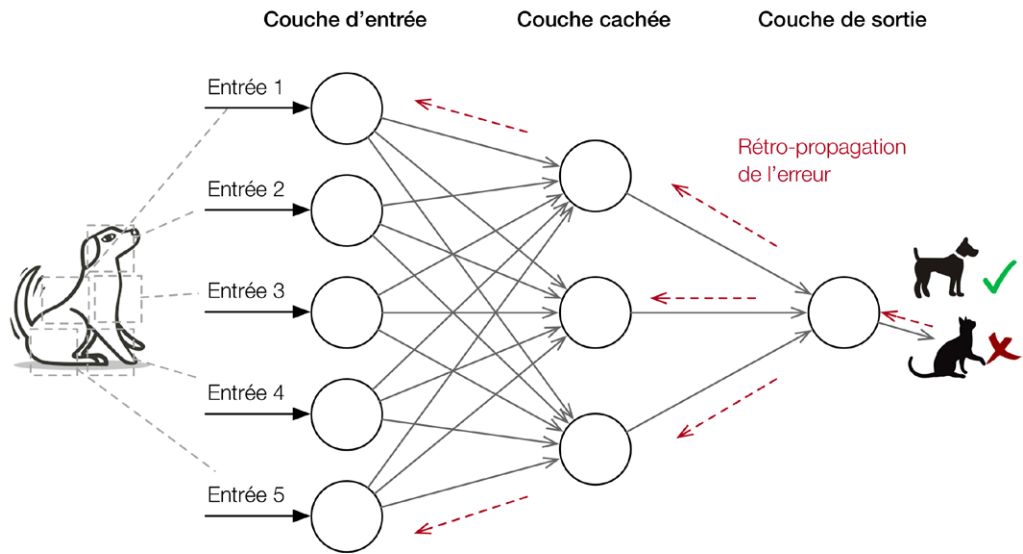 Couche d’entrée
Couche cachée
Couche de sortie
Entrée 1
Entrée 2
Entrée 3
Entrée 4
Entrée 5
Rétro-propagation
de l’erreur